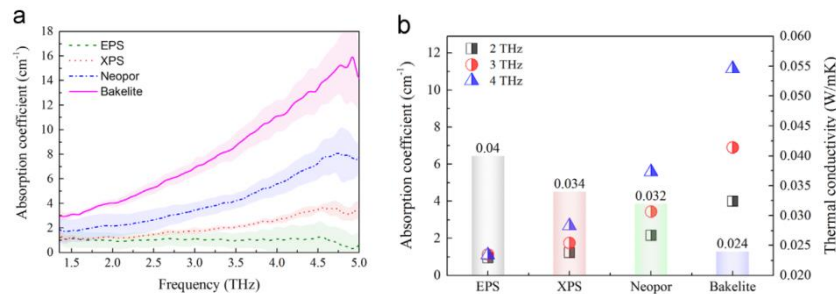 a
Absorption coefficient (cm⁻¹)
18
16
14
12
10
8
6
4
2
0
EPS
XPS
Neopor
Bakelite
1.5 2.0 2.5 3.0 3.5 4.0 4.5 5.0
Frequency (THz)
b
Absorption coefficient (cm⁻¹)
12
10
8
6
4
2
0
2 THz
3 THz
4 THz
0.04
0.034
0.032
0.024
EPS XPS Neopor Bakelite
0.060
0.055
0.050
0.045
0.040
0.035
0.030
0.025
0.020
Thermal conductivity (W/mK)